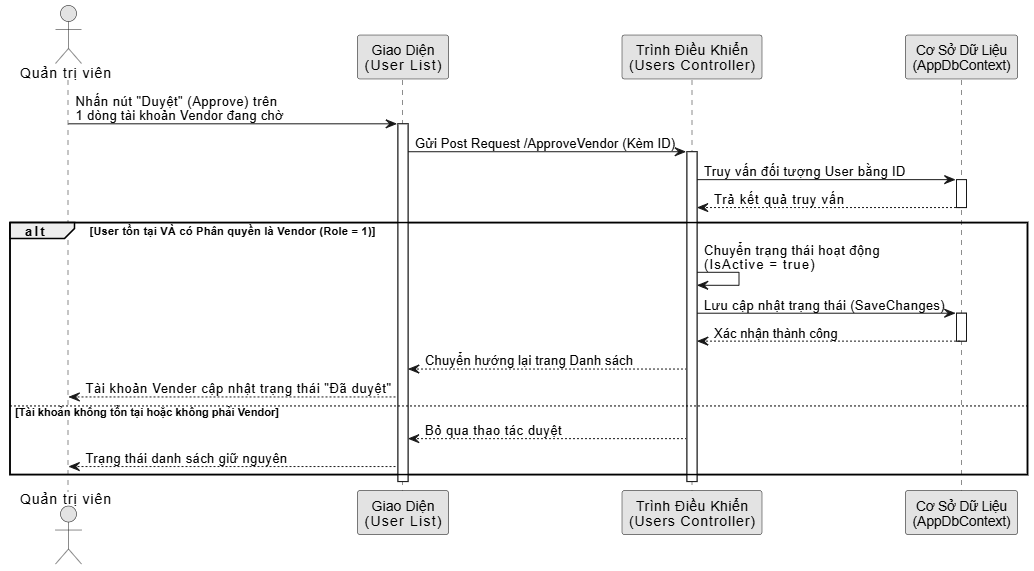 Quản trị viên
Giao Diện
(User List)
Trình Điều Khiển
(Users Controller)
Cơ Sở Dữ Liệu
(AppDbContext)
Nhấn nút "Duyệt" (Approve) trên
1 dòng tài khoản Vendor đang chờ
Gửi Post Request /ApproveVendor (Kèm ID)
Truy vấn đối tượng User bằng ID
Trả kết quả truy vấn
alt
[User tồn tại VÀ có Phân quyền là Vendor (Role = 1)]
Chuyển trạng thái hoạt động
(IsActive = true)
Lưu cập nhật trạng thái (SaveChanges)
Xác nhận thành công
Chuyển hướng lại trang Danh sách
Tài khoản Vender cập nhật trạng thái "Đã duyệt"
[Tài khoản không tồn tại hoặc không phải Vendor]
Bỏ qua thao tác duyệt
Trạng thái danh sách giữ nguyên
Quản trị viên
Giao Diện
(User List)
Trình Điều Khiển
(Users Controller)
Cơ Sở Dữ Liệu
(AppDbContext)